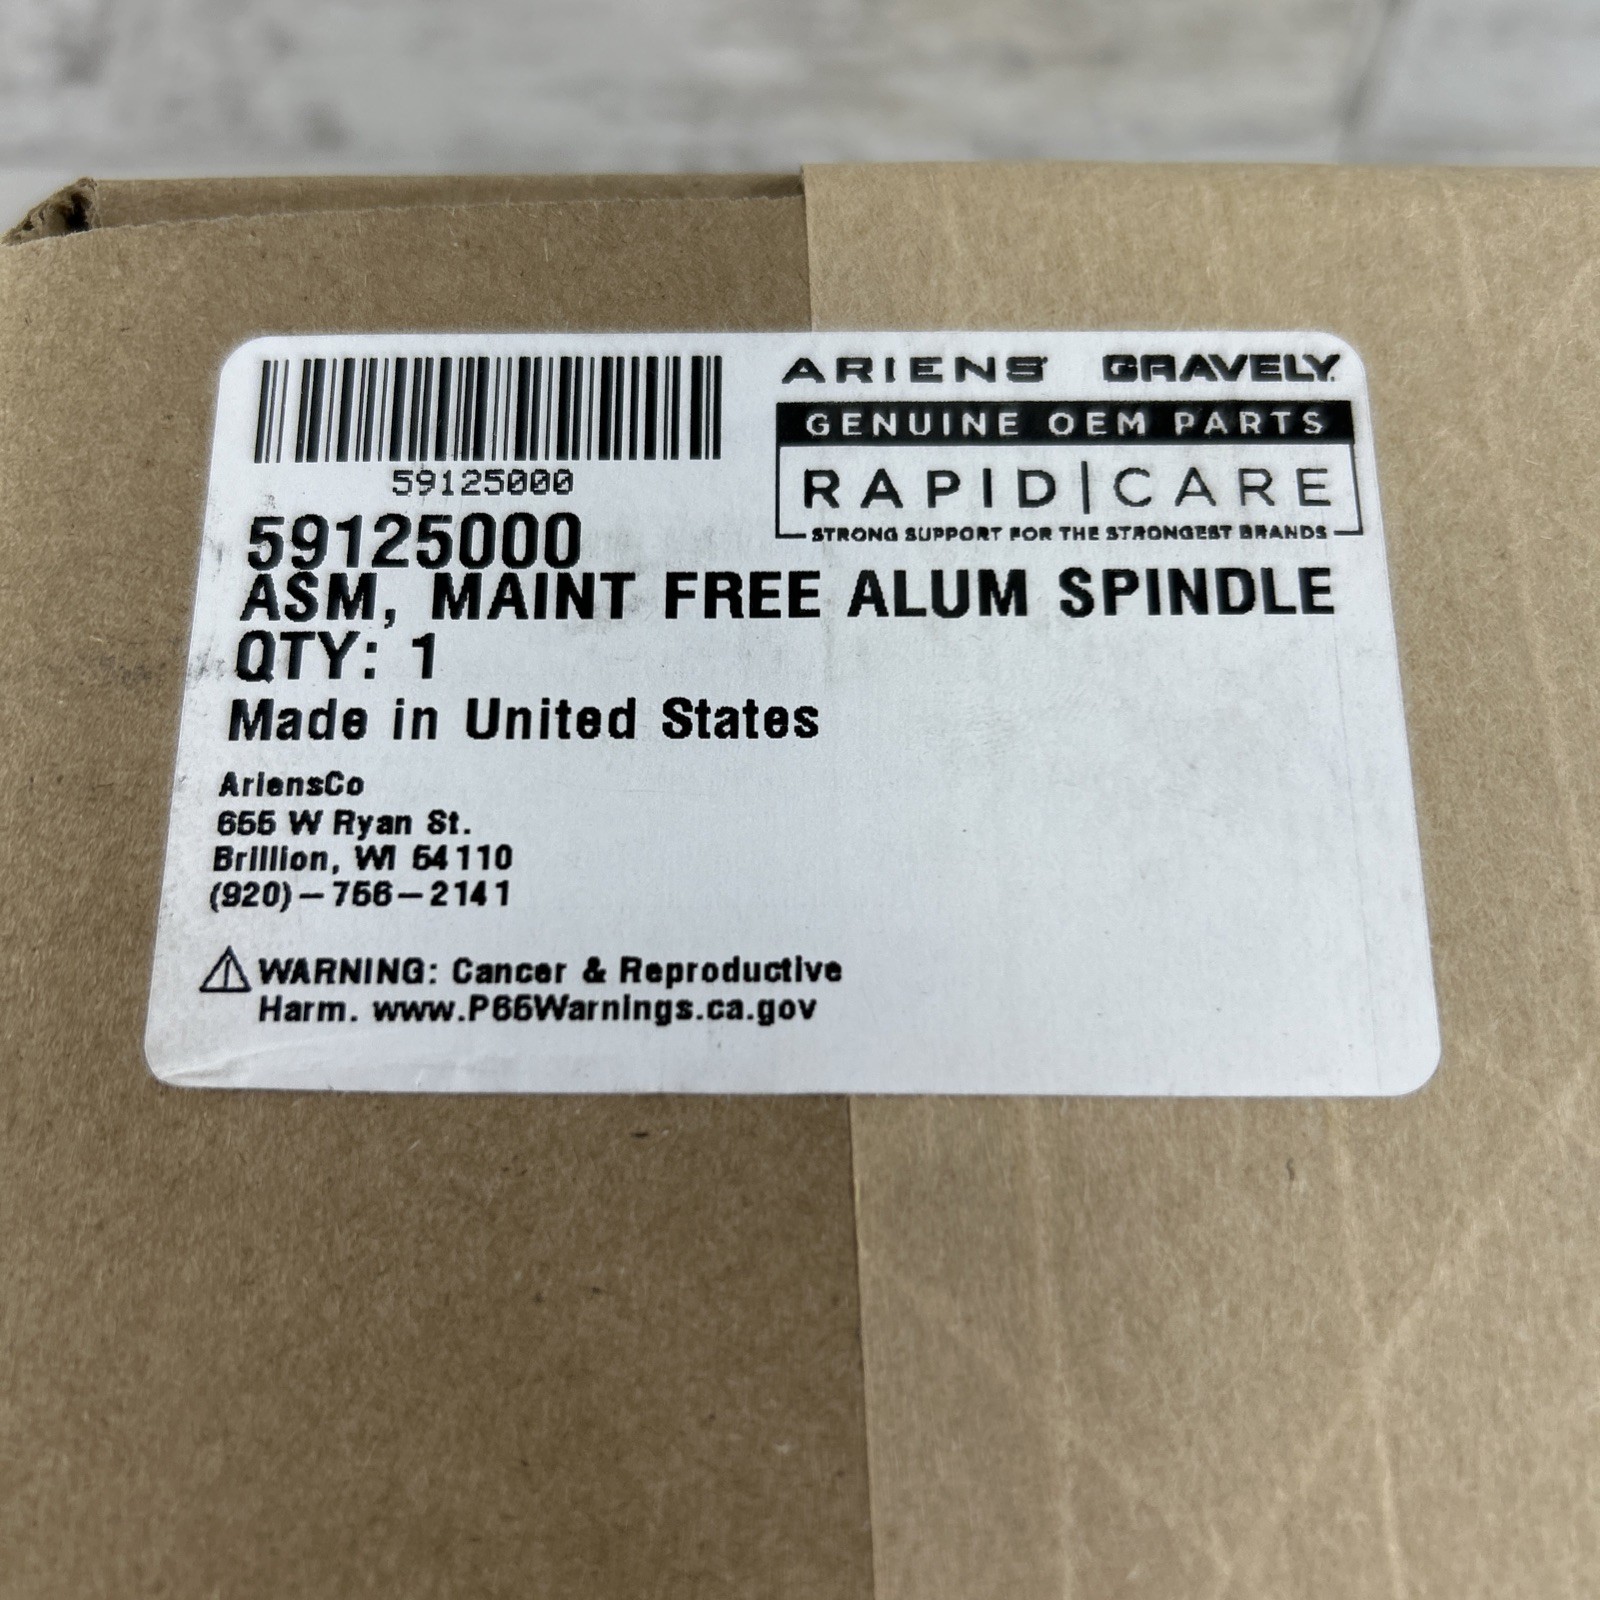 59125000
ARIENS GRAVELY
GENUINE OEM PARTS
RAPID|CARE
STRONG SUPPORT FOR THE STRONGEST BRANDS
59125000
ASM, MAINT FREE ALUM SPINDLE
QTY: 1
Made in United States
AriensCo
655 W Ryan St.
Brillion, WI 54110
(920)-756-2141
WARNING: Cancer & Reproductive
Harm. www.P65Warnings.ca.gov